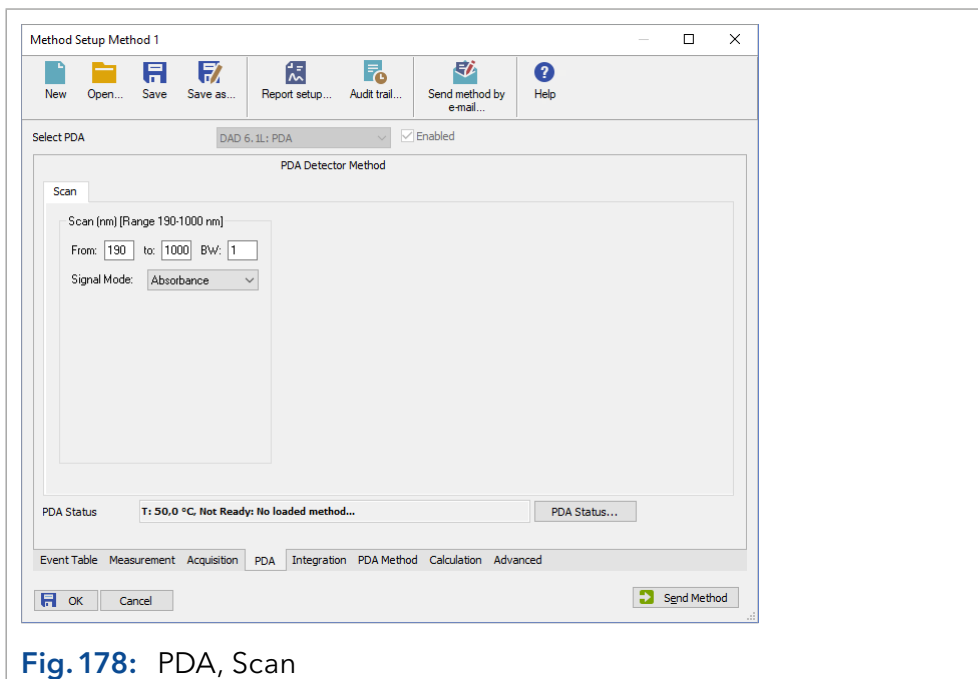 Method Setup Method 1
New Open... Save Save as... Report setup... Audit trail... Send method by e-mail... Help
Select PDA DAD 6.1L: PDA Enabled
PDA Detector Method
Scan
Scan (nm) [Range 190-1000 nm]
From: 190 to: 1000 BW: 1
Signal Mode: Absorbance
PDA Status T: 50,0 °C, Not Ready: No loaded method... PDA Status...
Event Table Measurement Acquisition PDA Integration PDA Method Calculation Advanced
OK Cancel Send Method
Fig. 178: PDA, Scan